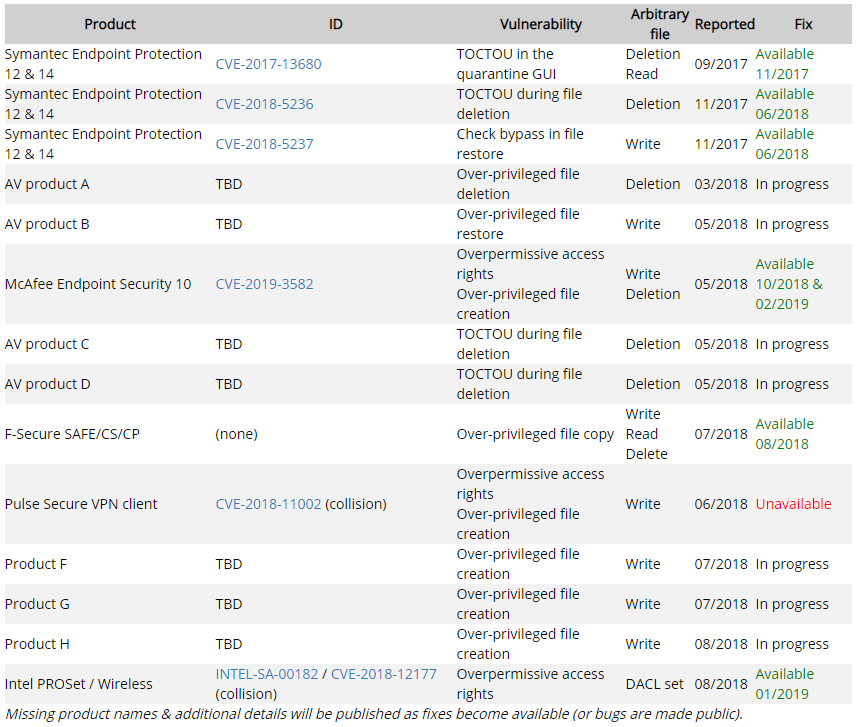 Product ID Vulnerability Arbitrary file Reported Fix
Symantec Endpoint Protection 12 & 14 CVE-2017-13680 TOCTOU in the quarantine GUI Deletion Read 09/2017 Available 11/2017
Symantec Endpoint Protection 12 & 14 CVE-2018-5236 TOCTOU during file deletion Deletion 11/2017 Available 06/2018
Symantec Endpoint Protection 12 & 14 CVE-2018-5237 Check bypass in file restore Write 11/2017 Available 06/2018
AV product A TBD Over-privileged file deletion Deletion 03/2018 In progress
AV product B TBD Over-privileged file restore Write 05/2018 In progress
McAfee Endpoint Security 10 CVE-2019-3582 Overpermissive access rights Over-privileged file creation Write Deletion 05/2018 Available 10/2018 & 02/2019
AV product C TBD TOCTOU during file deletion Deletion 05/2018 In progress
AV product D TBD TOCTOU during file deletion Deletion 05/2018 In progress
F-Secure SAFE/CS/CP (none) Over-privileged file copy Write Read Delete 07/2018 Available 08/2018
Pulse Secure VPN client CVE-2018-11002 (collision) Overpermissive access rights Over-privileged file creation Write 06/2018 Unavailable
Product F TBD Over-privileged file creation Write 07/2018 In progress
Product G TBD Over-privileged file creation Write 07/2018 In progress
Product H TBD Over-privileged file creation Write 08/2018 In progress
Intel PROSet / Wireless INTEL-SA-00182 / CVE-2018-12177 (collision) Overpermissive access rights DACL set 08/2018 Available 01/2019
Missing product names & additional details will be published as fixes become available (or bugs are made public).